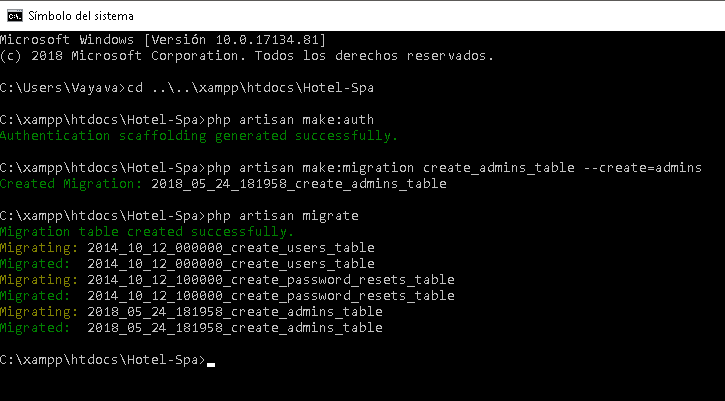 Símbolo del sistema
Microsoft Windows [Versión 10.0.17134.81]
(c) 2018 Microsoft Corporation. Todos los derechos reservados.
C:\Users\Vayava>cd ..\..\xampp\htdocs\Hotel-Spa
C:\xampp\htdocs\Hotel-Spa>php artisan make:auth
Authentication scaffolding generated successfully.
C:\xampp\htdocs\Hotel-Spa>php artisan make:migration create_admins_table --create=admins
Created Migration: 2018_05_24_181958_create_admins_table
C:\xampp\htdocs\Hotel-Spa>php artisan migrate
Migration table created successfully.
Migrating: 2014_10_12_000000_create_users_table
Migrated:  2014_10_12_000000_create_users_table
Migrating: 2014_10_12_100000_create_password_resets_table
Migrated:  2014_10_12_100000_create_password_resets_table
Migrating: 2018_05_24_181958_create_admins_table
Migrated:  2018_05_24_181958_create_admins_table
C:\xampp\htdocs\Hotel-Spa>